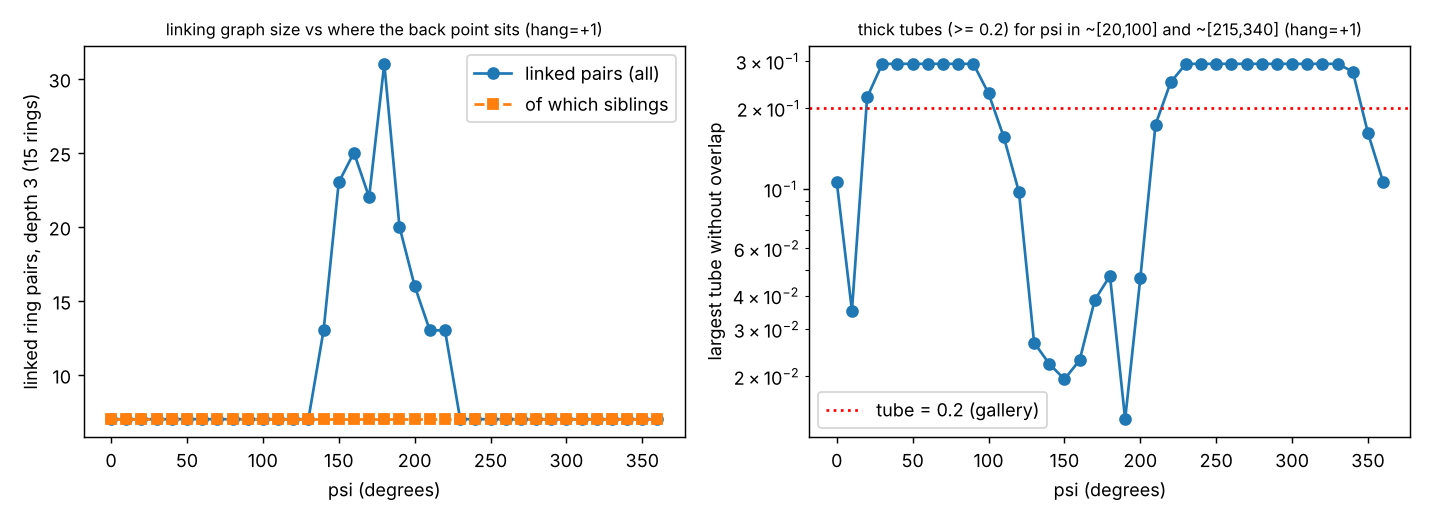 linking graph size vs where the back point sits (hang=+1)
linked ring pairs, depth 3 (15 rings)
30
25
20
15
10
linked pairs (all)
of which siblings
0 50 100 150 200 250 300 350
psi (degrees)
thick tubes (>= 0.2) for psi in ~[20,100] and ~[215,340] (hang=+1)
largest tube without overlap
3 × 10⁻¹
2 × 10⁻¹
10⁻¹
6 × 10⁻²
4 × 10⁻²
3 × 10⁻²
2 × 10⁻²
tube = 0.2 (gallery)
0 50 100 150 200 250 300 350
psi (degrees)